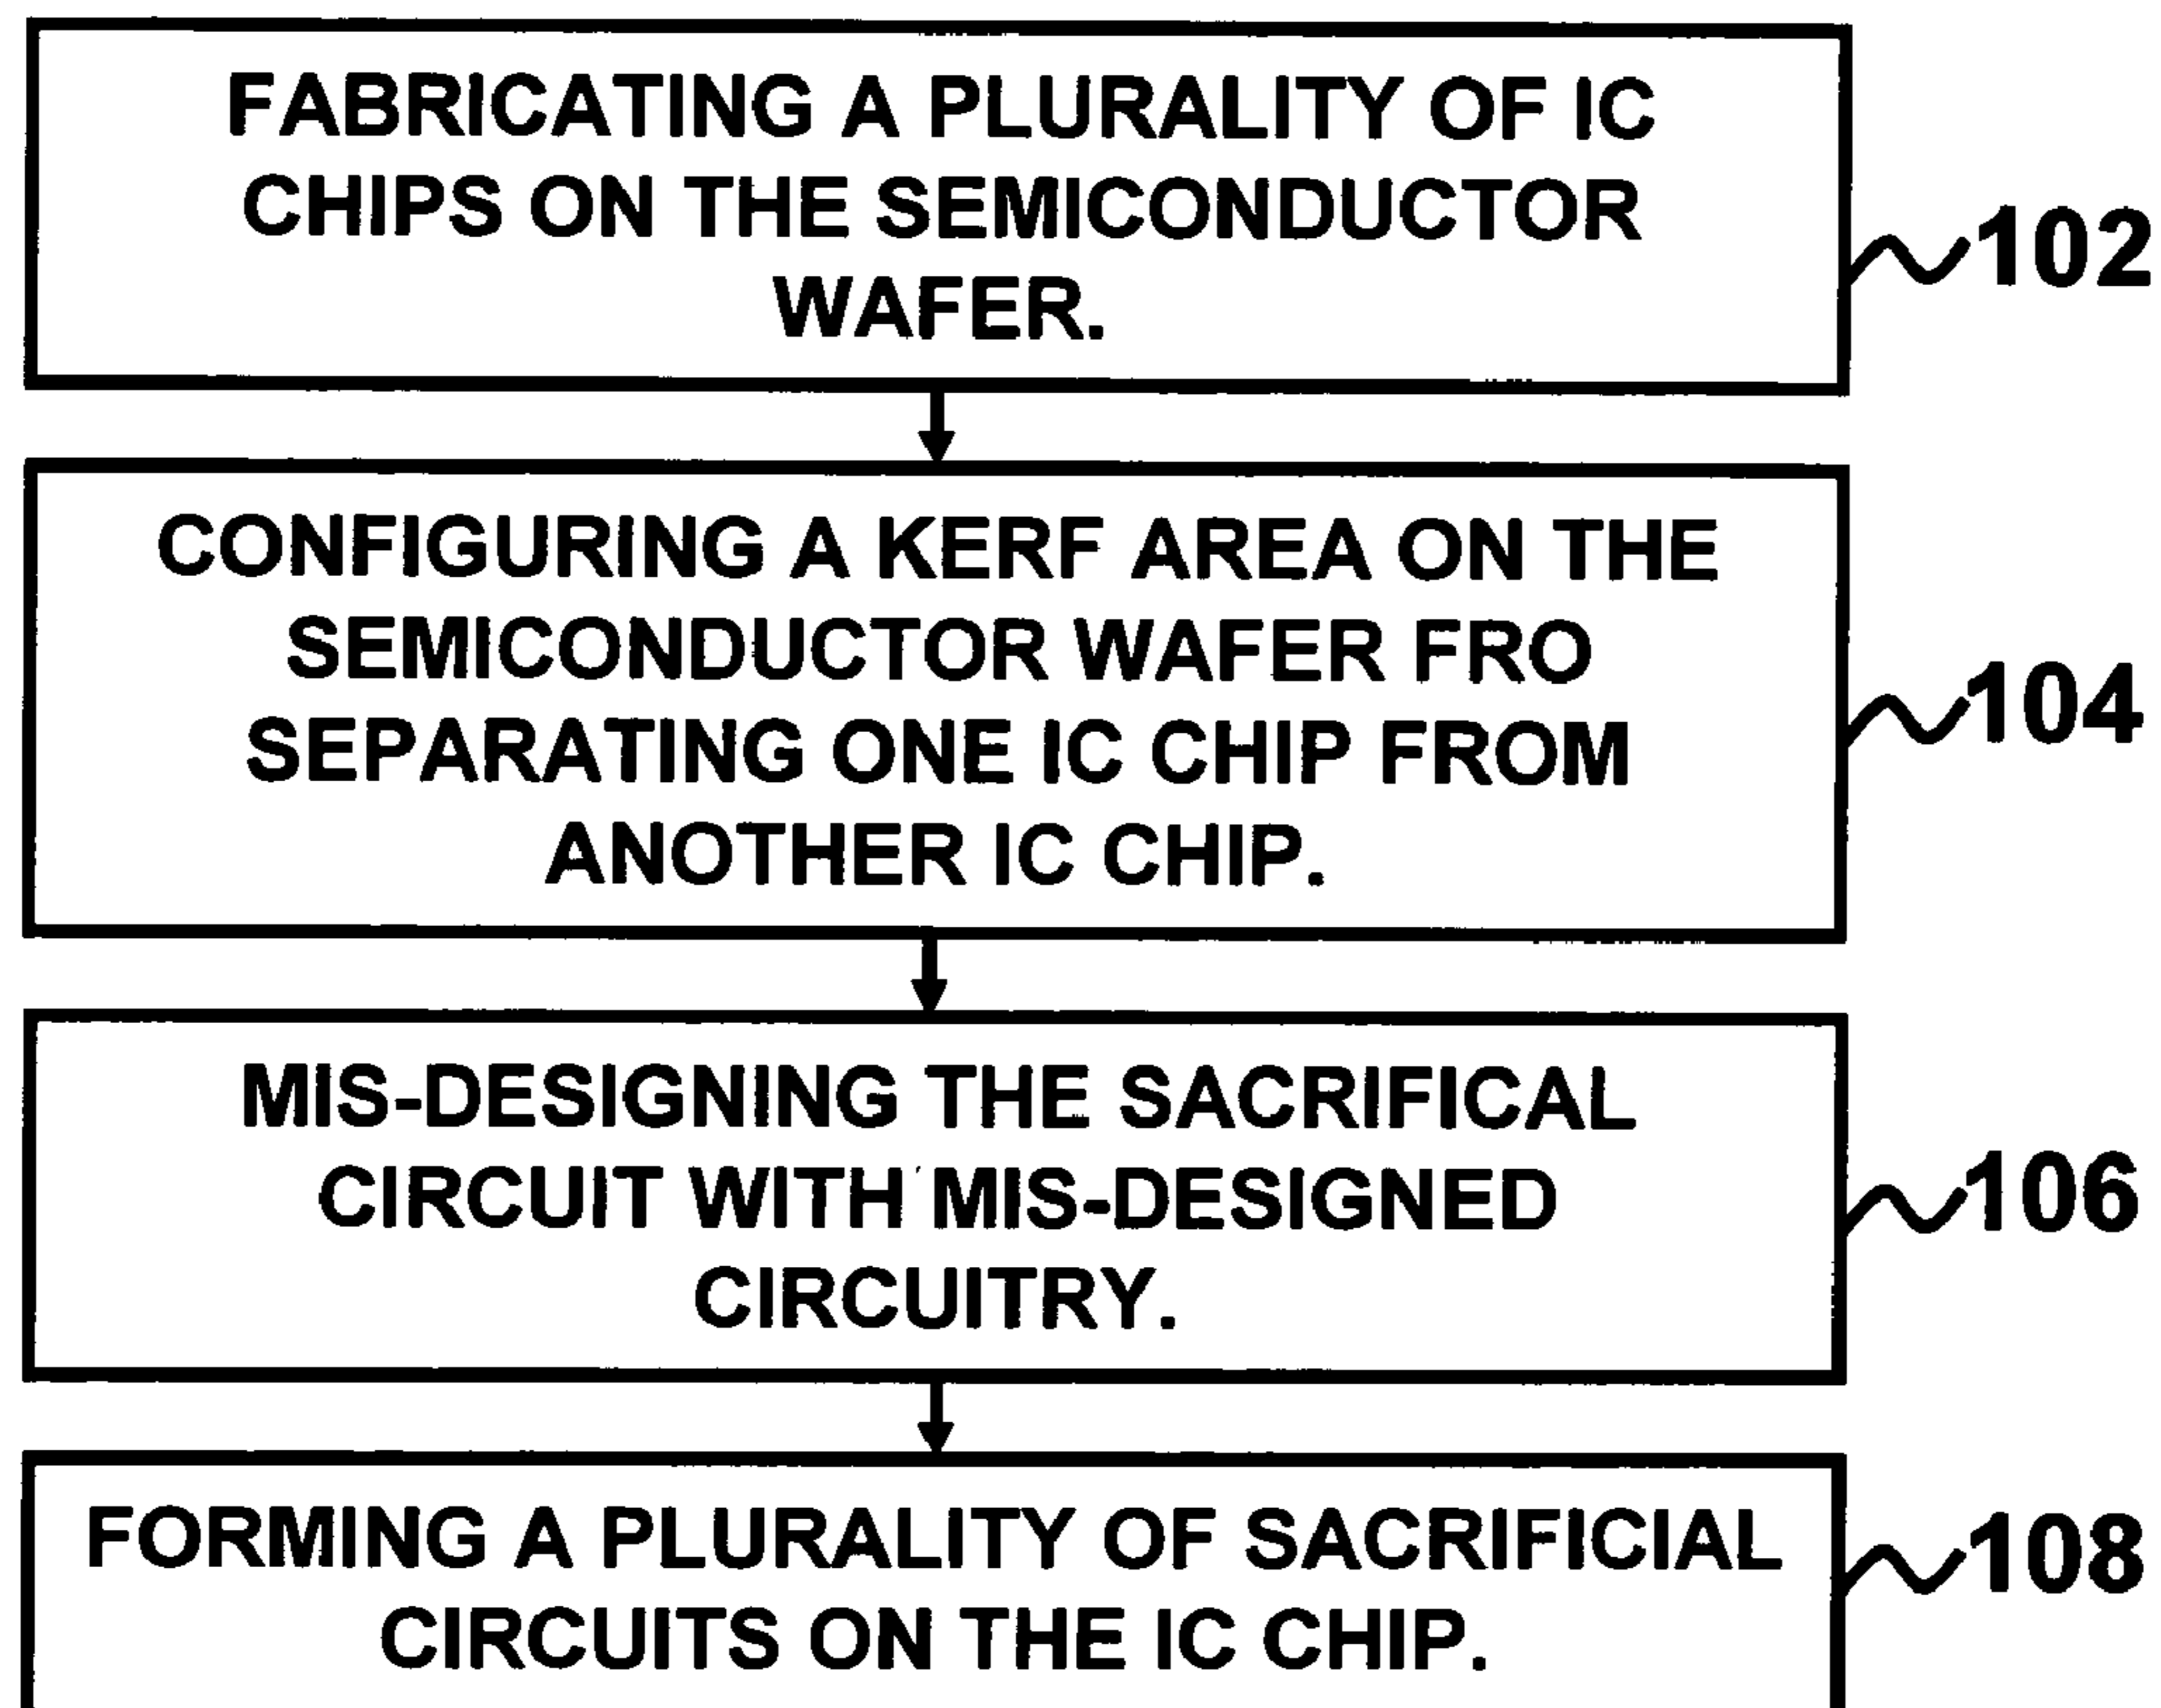 FABRICATING A PLURALITY OF IC
CHIPS ON THE SEMICONDUCTOR
WAFER.
102
CONFIGURING A KERF AREA ON THE
SEMICONDUCTOR WAFER FRO
SEPARATING ONE IC CHIP FROM
ANOTHER IC CHIP.
104
MIS-DESIGNING THE SACRIFICAL
CIRCUIT WITH MIS-DESIGNED
CIRCUITRY.
106
FORMING A PLURALITY OF SACRIFICIAL
CIRCUITS ON THE IC CHIP.
108